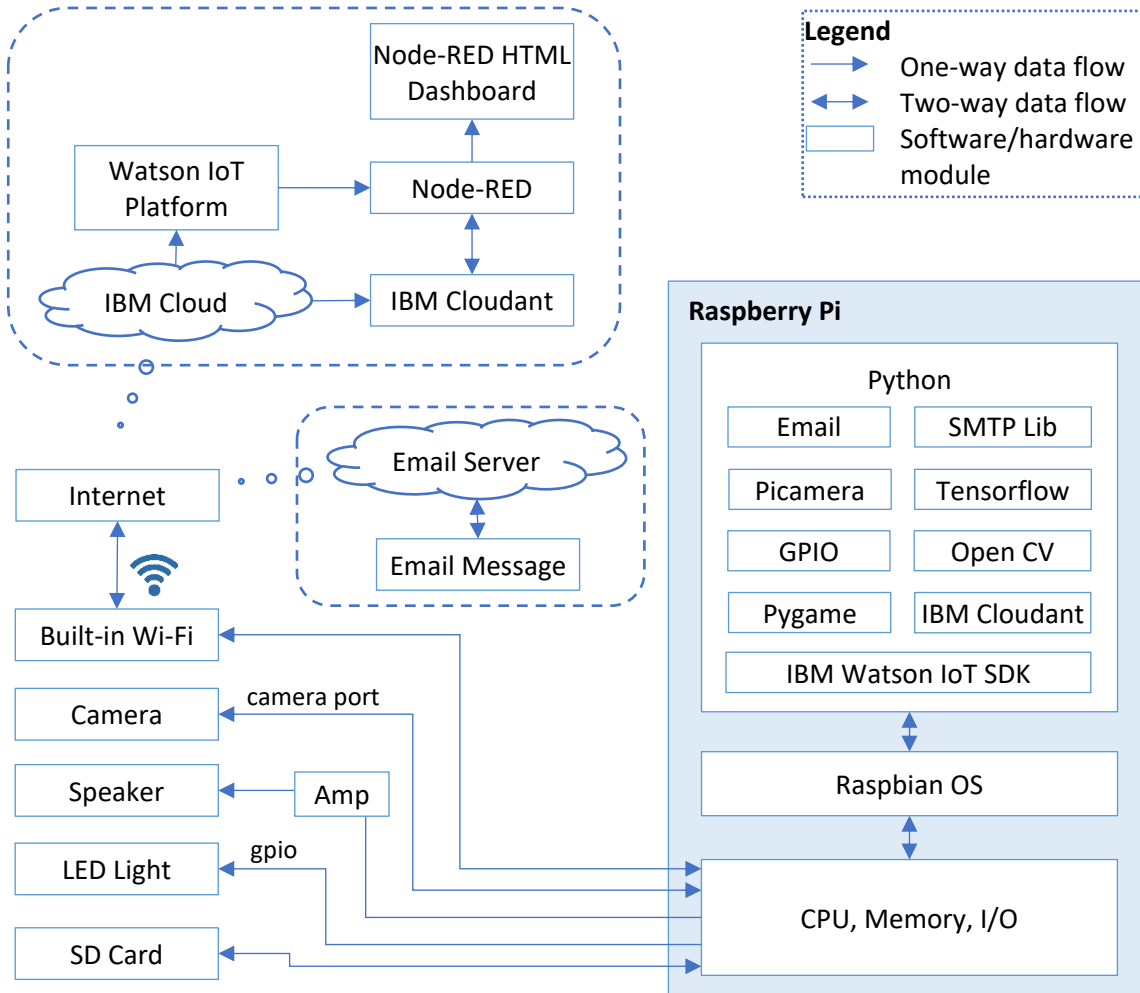 Node-RED HTML
Dashboard
Watson IoT
Platform
Node-RED
IBM Cloud
IBM Cloudant
Legend
One-way data flow
Two-way data flow
Software/hardware
module
Internet
Email Server
Email Message
Built-in Wi-Fi
Camera
camera port
Speaker
Amp
LED Light
gpio
SD Card
Raspberry Pi
Python
Email
SMTP Lib
Picamera
Tensorflow
GPIO
Open CV
Pygame
IBM Cloudant
IBM Watson IoT SDK
Raspbian OS
CPU, Memory, I/O